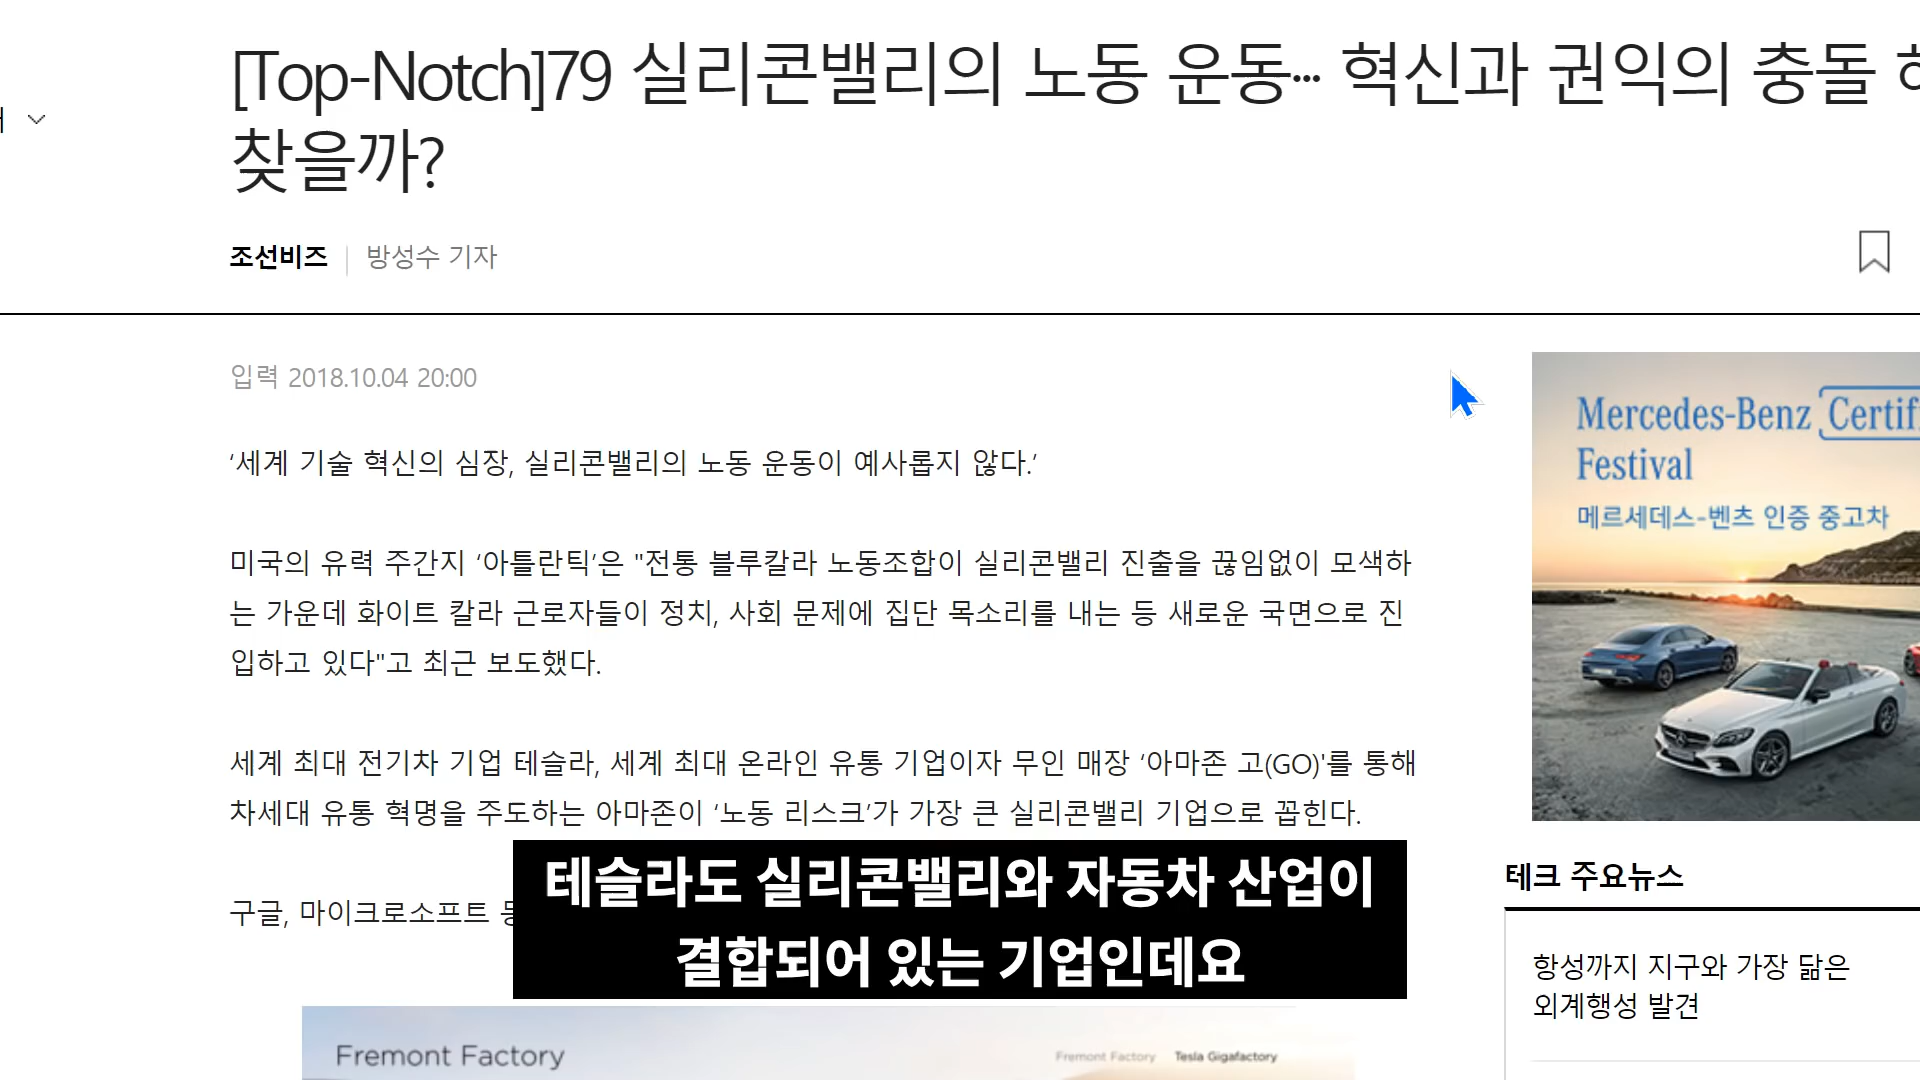 [Top-Notch]79 실리콘밸리의 노동 운동… 혁신과 권익의 충돌
찾을까?
조선비즈 방성수 기자
입력 2018.10.04 20:00
‘세계 기술 혁신의 심장, 실리콘밸리의 노동 운동이 예사롭지 않다.’
미국의 유력 주간지 ‘아틀란틱’은 "전통 블루칼라 노동조합이 실리콘밸리 진출을 끊임없이 모색하
는 가운데 화이트 칼라 근로자들이 정치, 사회 문제에 집단 목소리를 내는 등 새로운 국면으로 진
입하고 있다"고 최근 보도했다.
세계 최대 전기차 기업 테슬라, 세계 최대 온라인 유통 기업이자 무인 매장 ‘아마존 고(GO)'를 통해
차세대 유통 혁명을 주도하는 아마존이 ‘노동 리스크’가 가장 큰 실리콘밸리 기업으로 꼽힌다.
구글, 마이크로소프트
테슬라도 실리콘밸리와 자동차 산업이
결합되어 있는 기업인데요
Fremont Factory
Fremont Factory Tesla Gigafactory
Mercedes-Benz
Festival
메르세데스-벤츠 인증 중고차
테크 주요뉴스
항성까지 지구와 가장 닮은
외계행성 발견